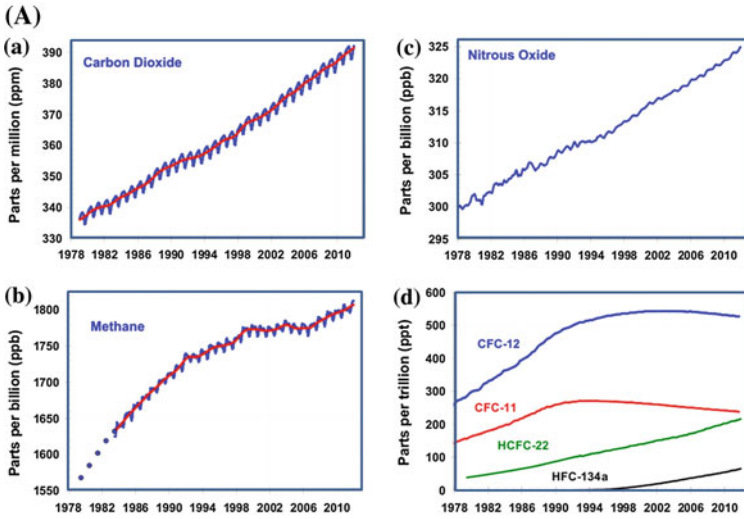 (A)
(a)
Carbon Dioxide
Parts per million (ppm)
390
380
370
360
350
340
330
1978 1982 1986 1990 1994 1998 2002 2006 2010
(c)
Nitrous Oxide
Parts per billion (ppb)
325
320
315
310
305
300
295
1978 1982 1986 1990 1994 1998 2002 2006 2010
(b)
Methane
Parts per billion (ppb)
1800
1750
1700
1650
1600
1550
1978 1982 1986 1990 1994 1998 2002 2006 2010
(d)
Parts per trillion (ppt)
600
500
400
300
200
100
0
CFC-12
CFC-11
HCFC-22
HFC-134a
1978 1982 1986 1990 1994 1998 2002 2006 2010